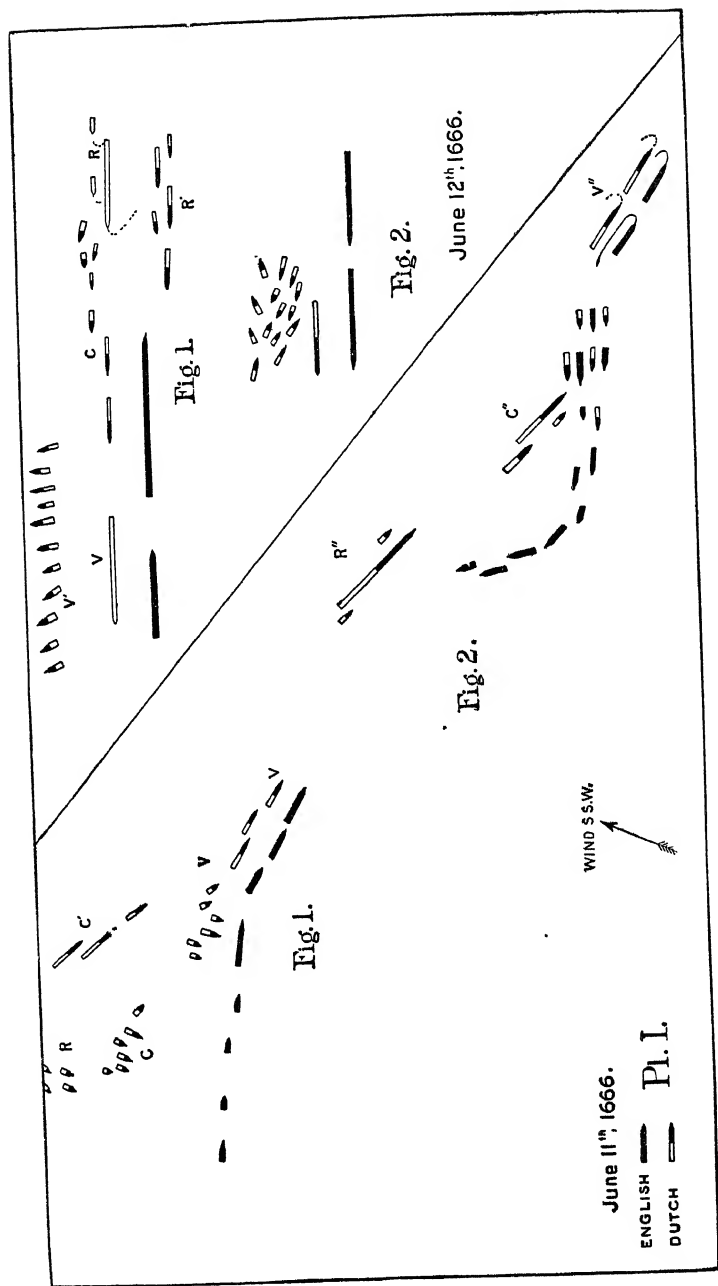 R
C'
C
V
V
Fig. 1.
R"
C"
V"
Fig. 2.
WIND S S.W.
June 11th, 1666.
ENGLISH
DUTCH
Pl. I.
V'
V
C
R
R'
Fig. 1.
Fig. 2.
June 12th, 1666.